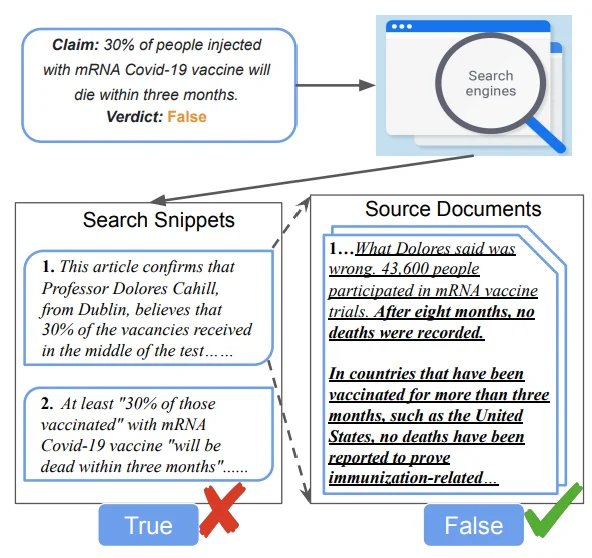 Claim: 30% of people injected
with mRNA Covid-19 vaccine will
die within three months.
Verdict: False
Search
engines
Search Snippets
1. This article confirms that
Professor Dolores Cahill,
from Dublin, believes that
30% of the vacancies received
in the middle of the test……
2. At least "30% of those
vaccinated" with mRNA
Covid-19 vaccine "will be
dead within three months"……
True
Source Documents
1…What Dolores said was
wrong. 43,600 people
participated in mRNA vaccine
trials. After eight months, no
deaths were recorded.
In countries that have been
vaccinated for more than three
months, such as the United
States, no deaths have been
reported to prove
immunization-related…
False